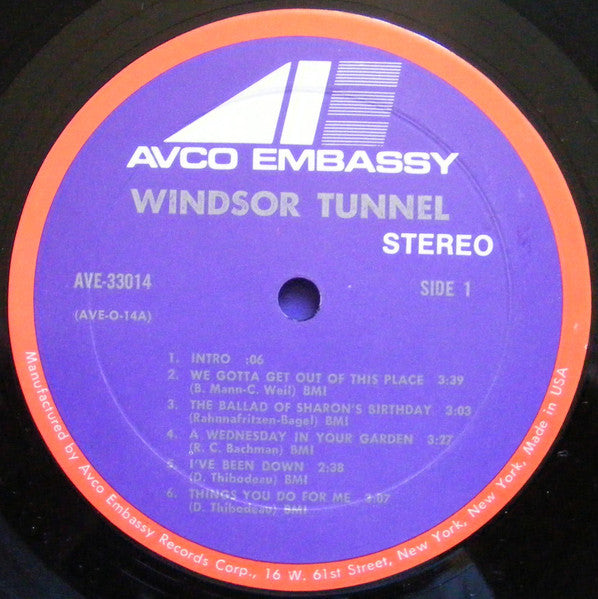 AVCO EMBASSY
WINDSOR TUNNEL
STEREO
AVE-33014
SIDE 1
(AVE-O-14A)
1. INTRO :06
2. WE GOTTA GET OUT OF THIS PLACE 3:39
(B. Mann-C. Weil) BMI
3. THE BALLAD OF SHARON'S BIRTHDAY 3:03
(Rahnnafritzen-Bagel) BMI
4. A WEDNESDAY IN YOUR GARDEN 3:27
(R. C. Bachman) BMI
5. I'VE BEEN DOWN 2:38
(D. Thibodeau) BMI
6. THINGS YOU DO FOR ME 3:07
(D. Thibodeau) BMI
Manufactured by Avco Embassy Records Corp., 16 W. 61st Street, New York, New York, Made in USA